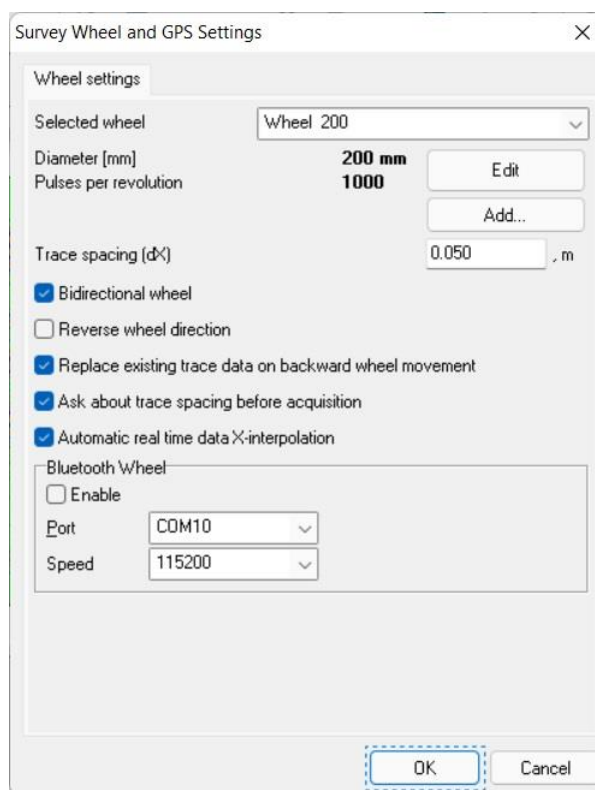 Survey Wheel and GPS Settings
Wheel settings
Selected wheel Wheel 200
Diameter [mm] 200 mm
Pulses per revolution 1000
Edit
Add...
Trace spacing (dX) 0.050 , m
Bidirectional wheel
Reverse wheel direction
Replace existing trace data on backward wheel movement
Ask about trace spacing before acquisition
Automatic real time data X-interpolation
Bluetooth Wheel
Enable
Port COM10
Speed 115200
OK Cancel